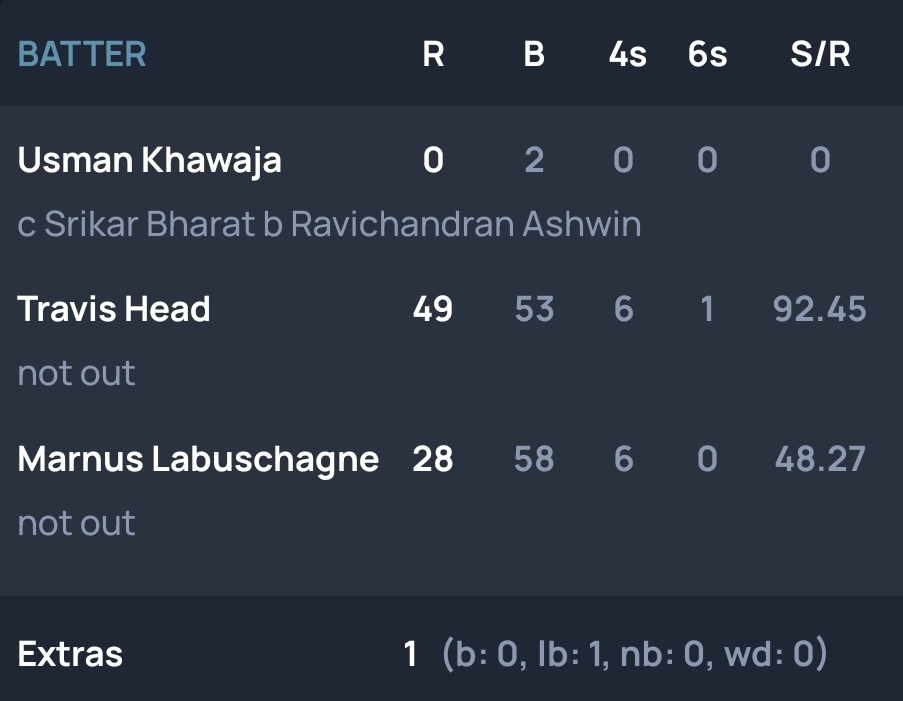 BATTER R B 4s 6s S/R
Usman Khawaja 0 2 0 0 0
c Srikar Bharat b Ravichandran Ashwin
Travis Head 49 53 6 1 92.45
not out
Marnus Labuschagne 28 58 6 0 48.27
not out
Extras 1 (b: 0, lb: 1, nb: 0, wd: 0)